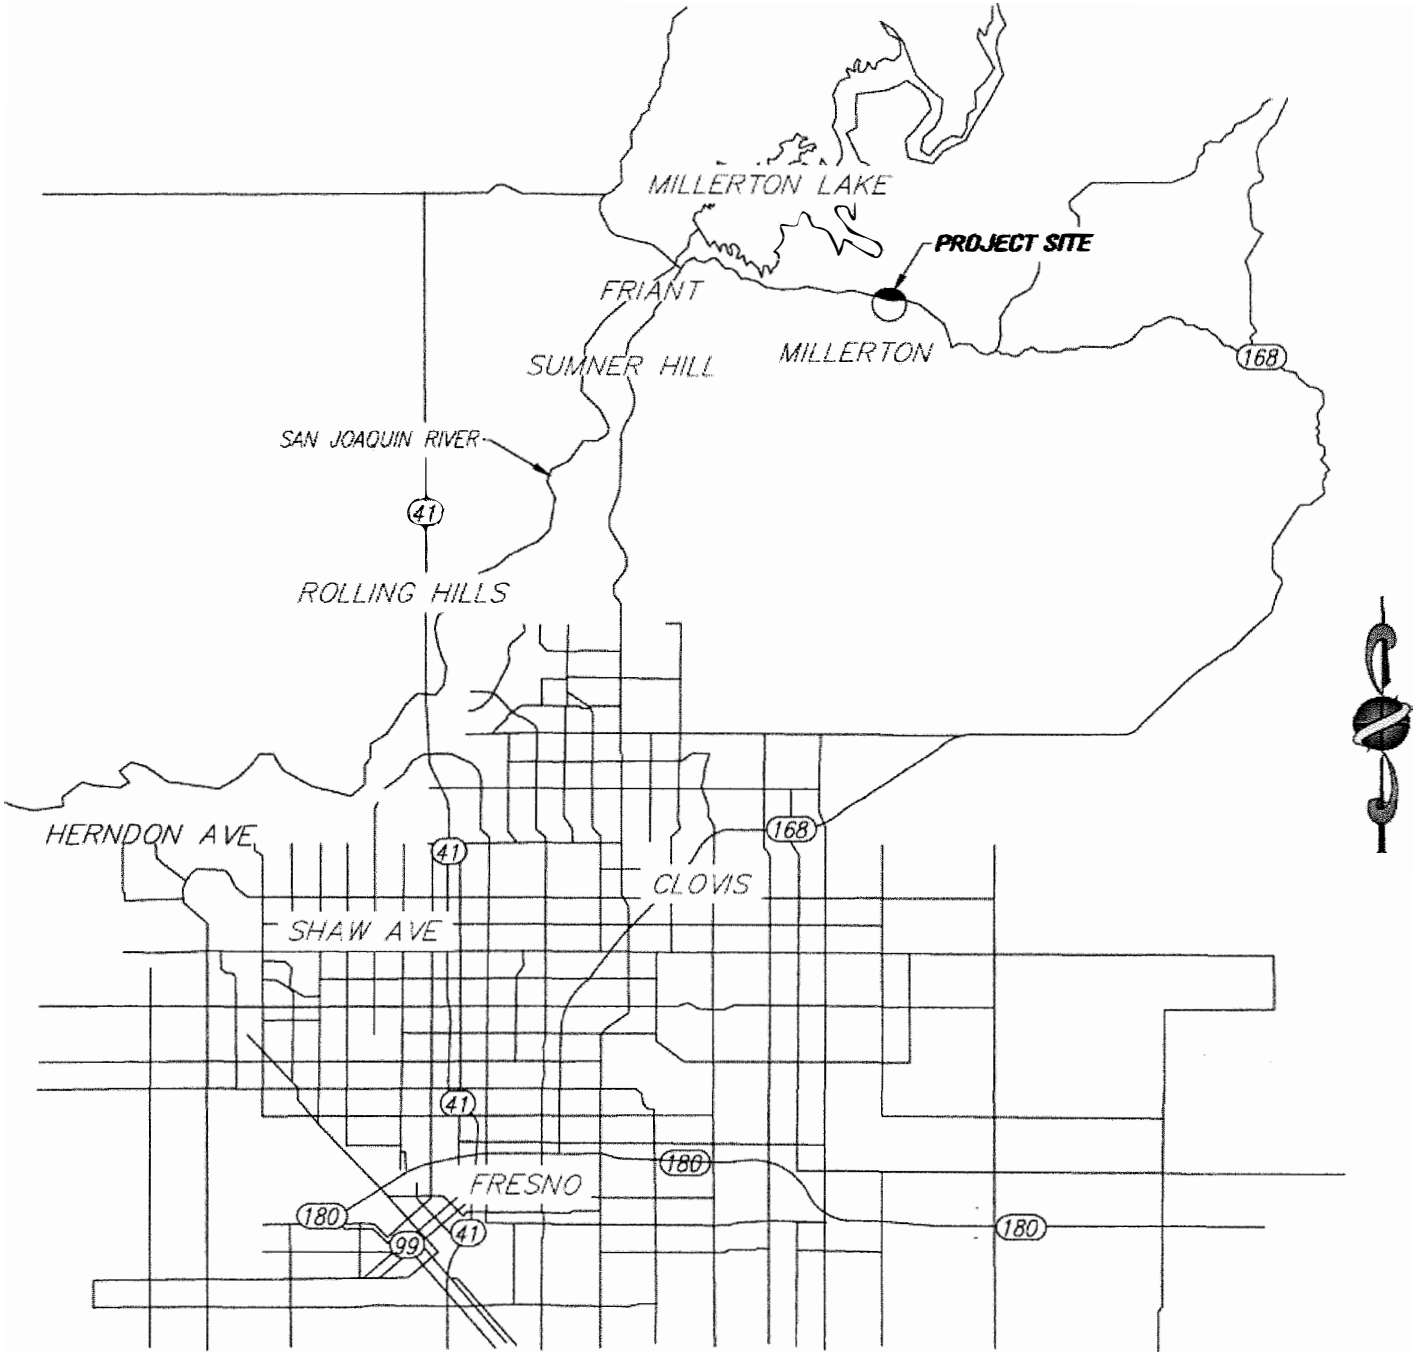 MILLERTON LAKE
PROJECT SITE
FRIANT
MILLERTON
168
SUMNER HILL
SAN JOAQUIN RIVER
41
ROLLING HILLS
HERNDON AVE
168
41
CLOVIS
SHAW AVE
41
180
FRESNO
180
41
180
99